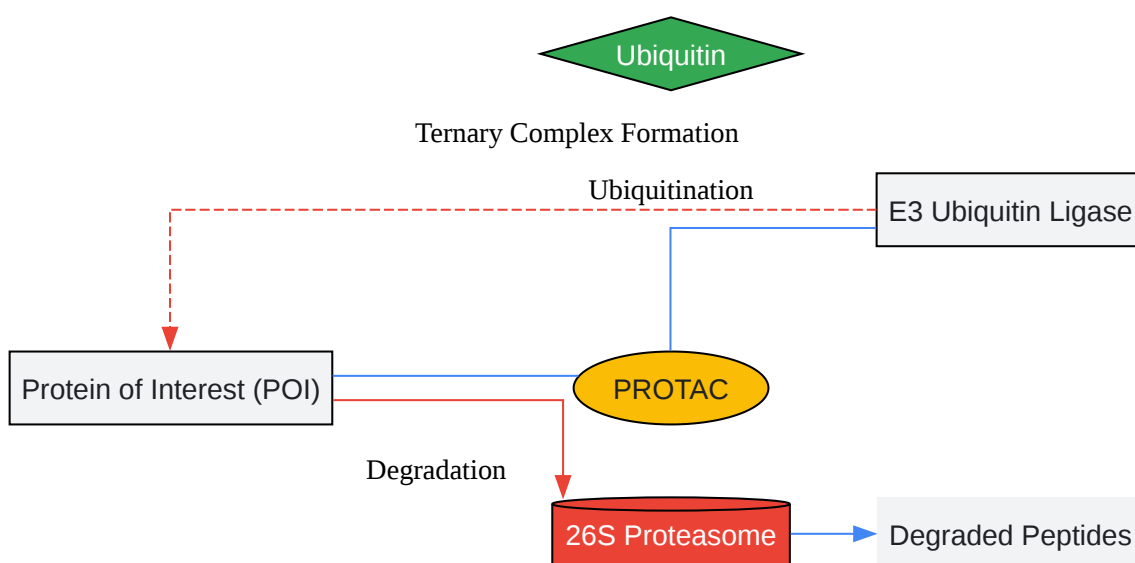 Ubiquitin
Ternary Complex Formation
Ubiquitination
E3 Ubiquitin Ligase
Protein of Interest (POI)
PROTAC
Degradation
26S Proteasome
Degraded Peptides